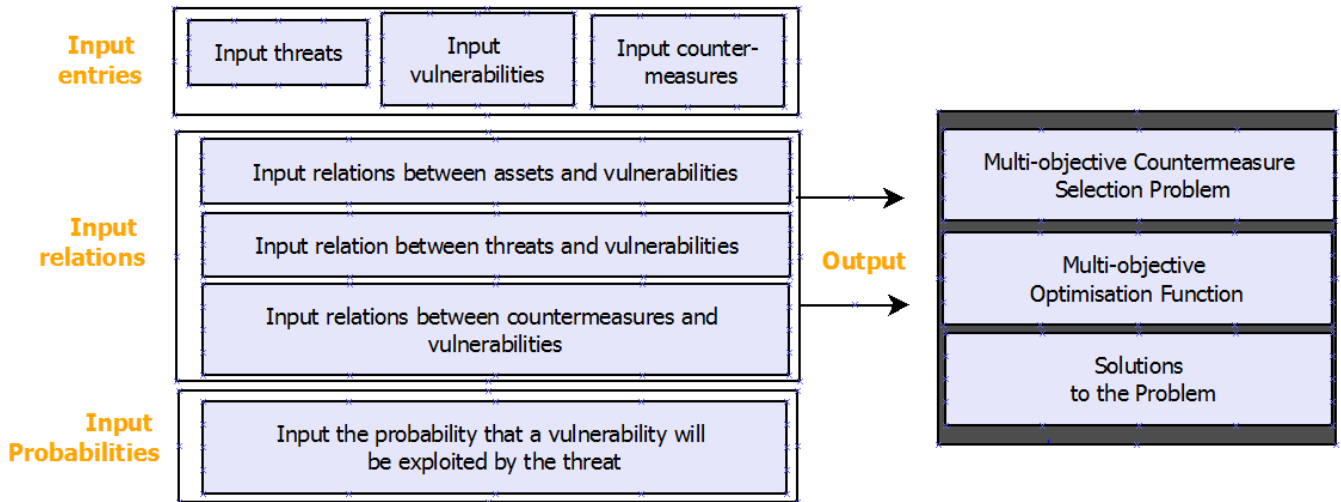 Input
entries
Input threats
Input
vulnerabilities
Input counter-
measures
Input
relations
Input relations between assets and vulnerabilities
Input relation between threats and vulnerabilities
Input relations between countermeasures and
vulnerabilities
Input
Probabilities
Input the probability that a vulnerability will
be exploited by the threat
Output
Multi-objective Countermeasure
Selection Problem
Multi-objective
Optimisation Function
Solutions
to the Problem